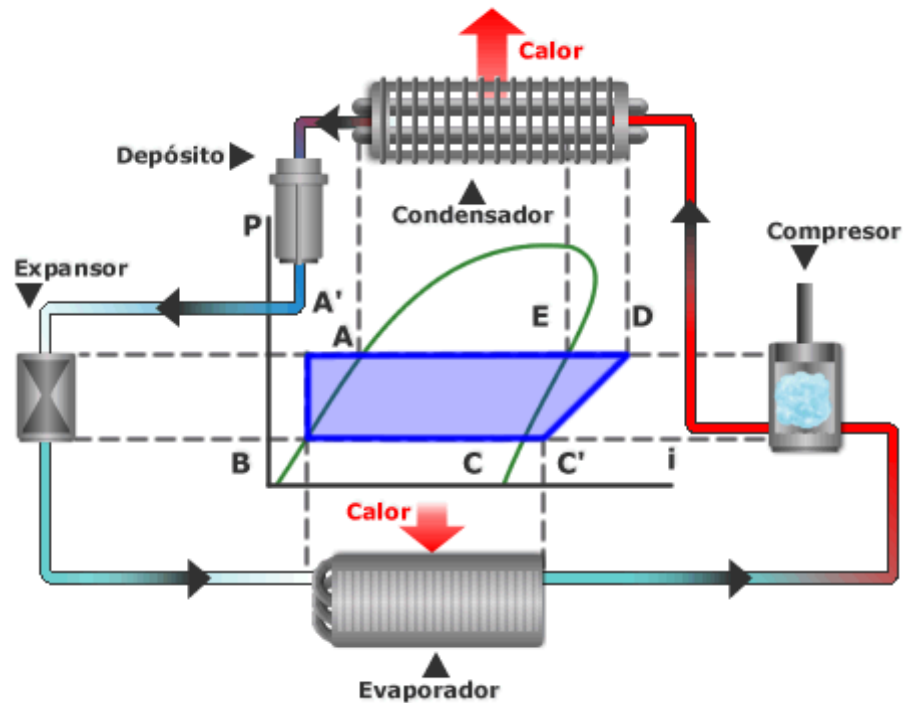 Calor
Depósito
Condensador
P
Compresor
Expansor
A'
A
E
D
B
C
C'
i
Calor
Evaporador